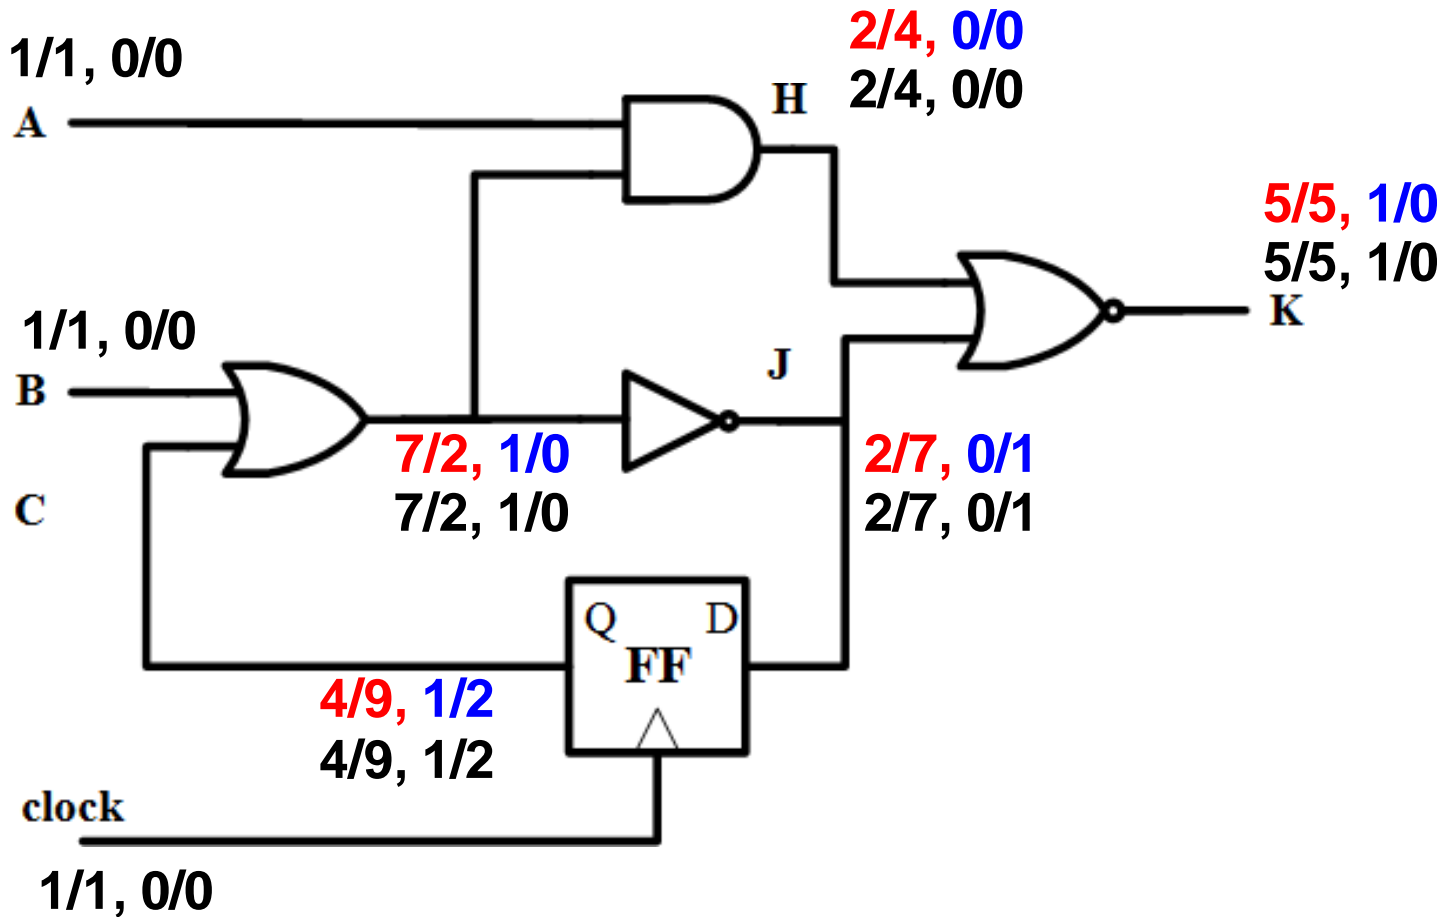 1/1, 0/0
A
H
2/4, 0/0
2/4, 0/0
5/5, 1/0
5/5, 1/0
K
1/1, 0/0
B
J
7/2, 1/0
7/2, 1/0
2/7, 0/1
2/7, 0/1
C
Q D
FF
4/9, 1/2
4/9, 1/2
clock
1/1, 0/0